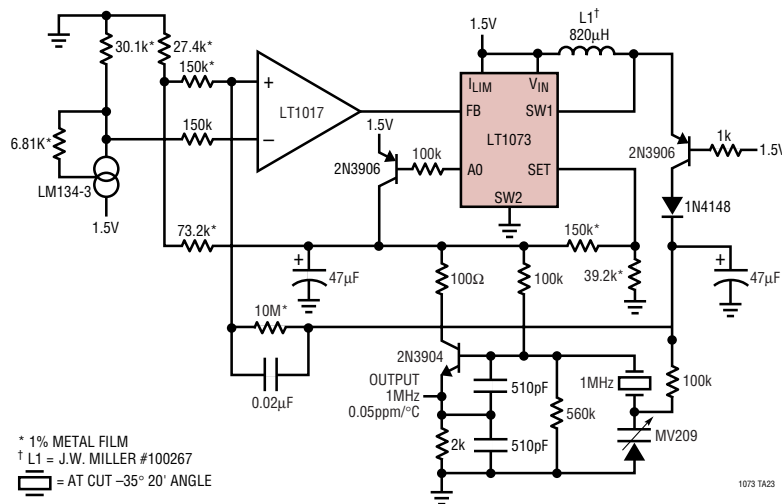 L1†
820μH
1.5V
30.1k*
27.4k*
150k*
ILIM
VIN
+
LT1017
FB
SW1
LT1073
6.81K*
150k
–
1.5V
2N3906
1k
1.5V
2N3906
100k
A0
SET
LM134-3
SW2
1N4148
1.5V
73.2k*
150k*
+
47μF
100Ω
100k
39.2k*
+
47μF
10M*
2N3904
0.02μF
OUTPUT
1MHz
0.05ppm/°C
510pF
1MHz
100k
560k
2k
510pF
MV209
* 1% METAL FILM
† L1 = J.W. MILLER #100267
= AT CUT –35° 20' ANGLE
1073 TA23